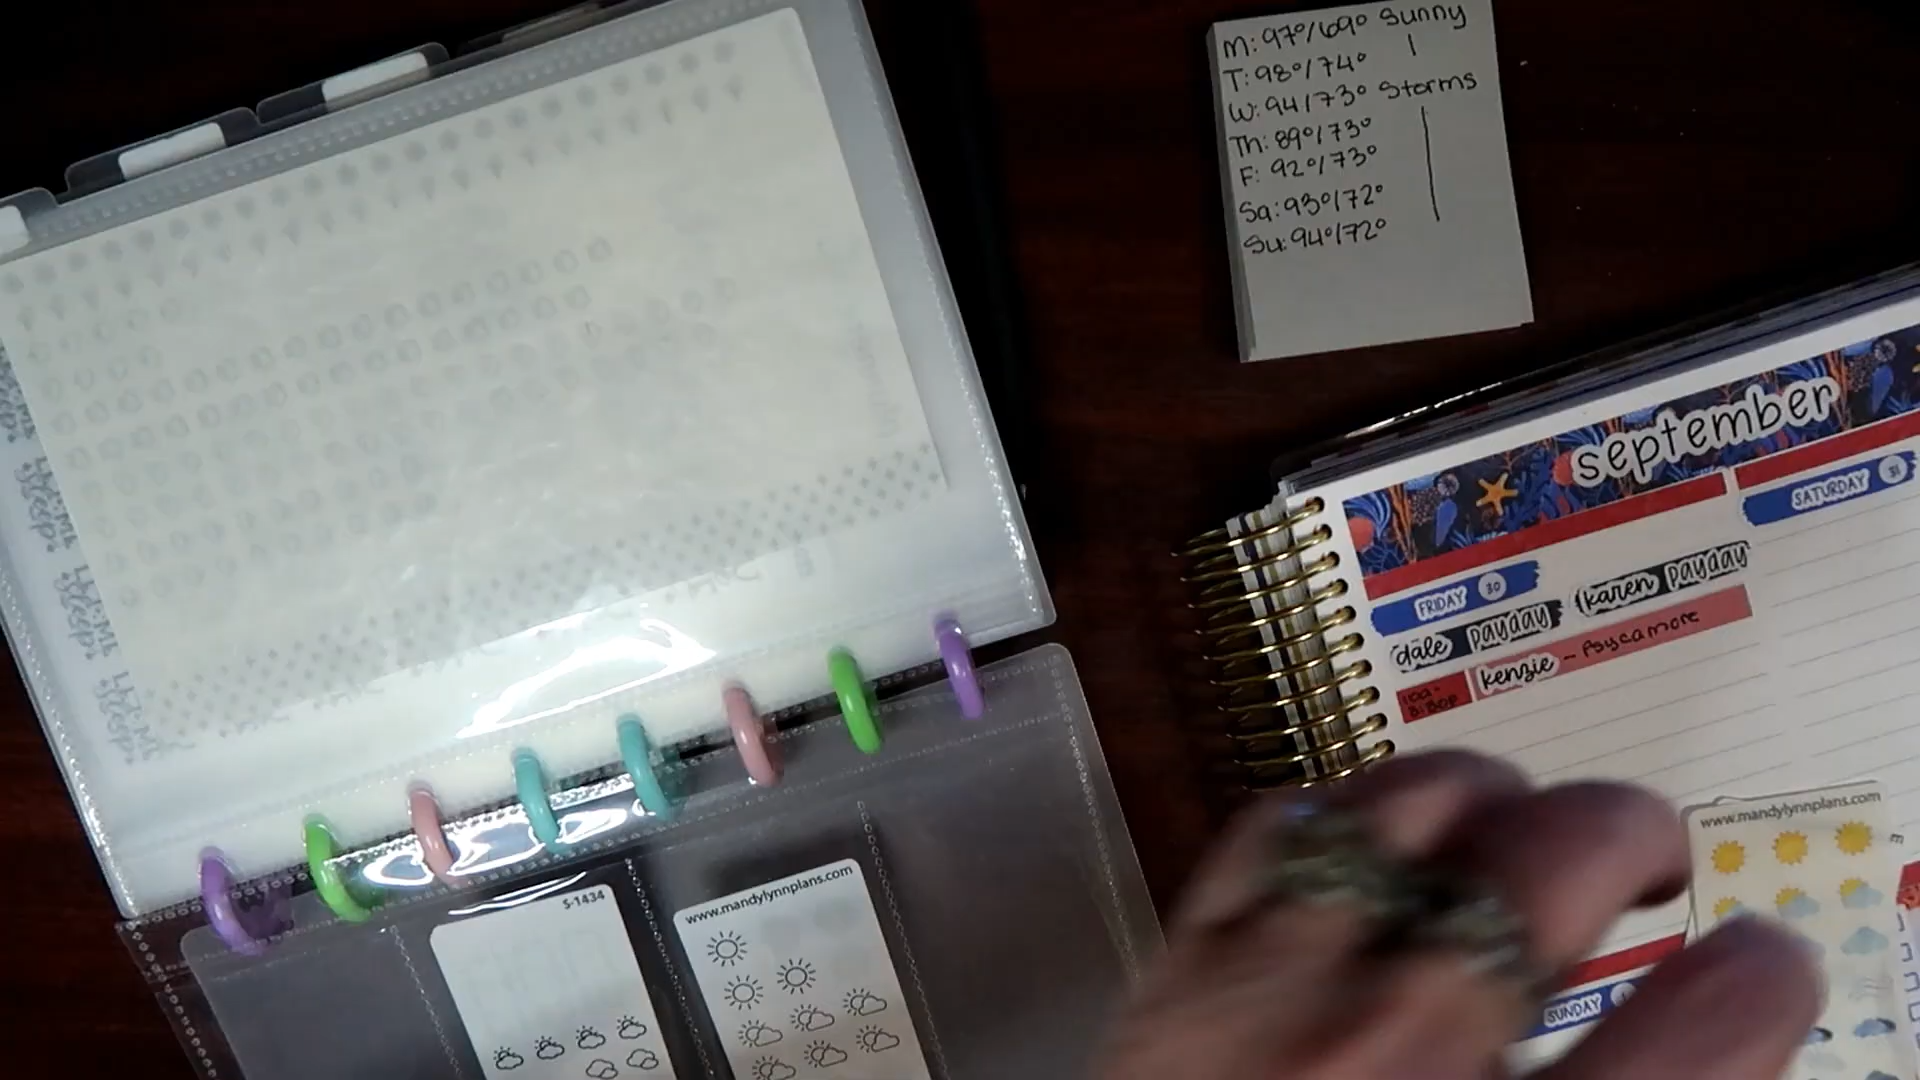 M: 97°/69° Sunny
T: 98°/74°
W: 94/73° Storms
Th: 89°/73°
F: 92°/73°
Sa: 93°/72°
Su: 94°/72°
september
SATURDAY 31
FRIDAY 30
dale payday karen payday
kenzie - Psycamore
www.mandylynnplans.com
S-1434
www.mandylynnplans.com
SUNDAY